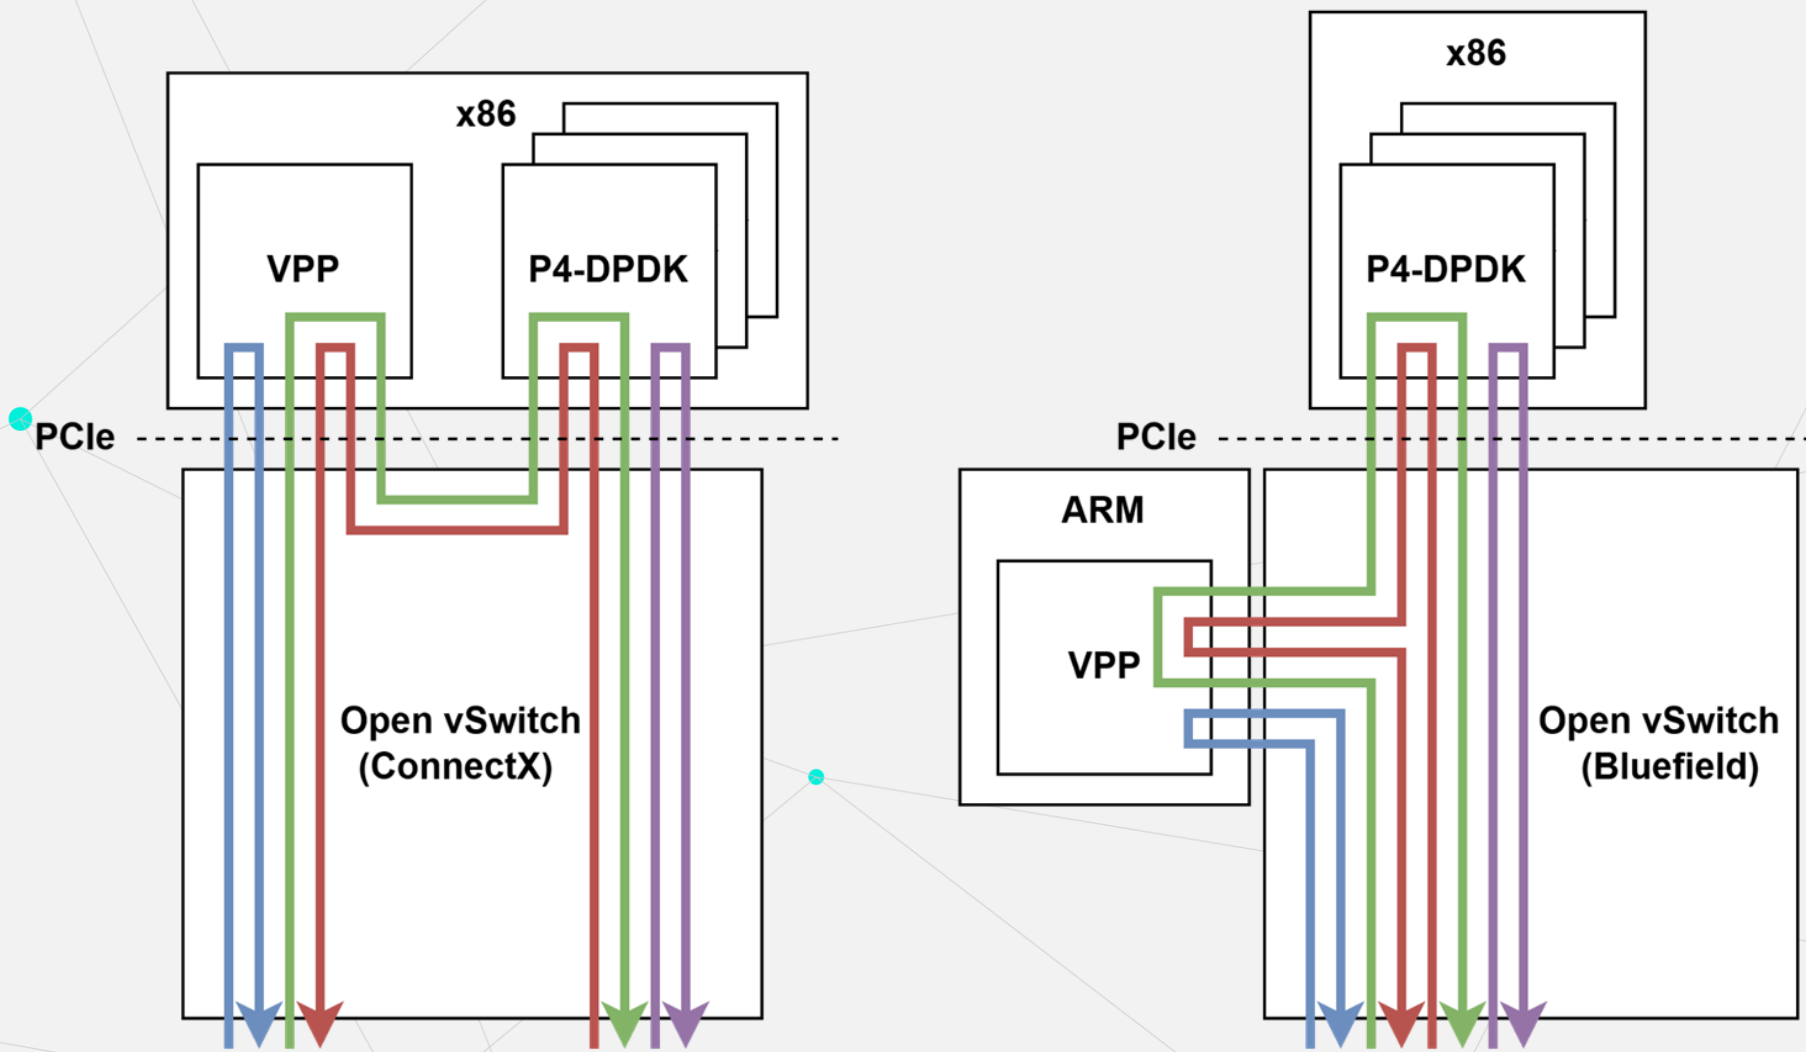 x86
VPP
P4-DPDK
PCIe
Open vSwitch
(ConnectX)
x86
P4-DPDK
PCIe
ARM
VPP
Open vSwitch
(Bluefield)